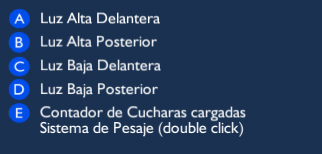 A Luz Alta Delantera
B Luz Alta Posterior
C Luz Baja Delantera
D Luz Baja Posterior
E Contador de Cucharas cargadas
Sistema de Pesaje (double click)